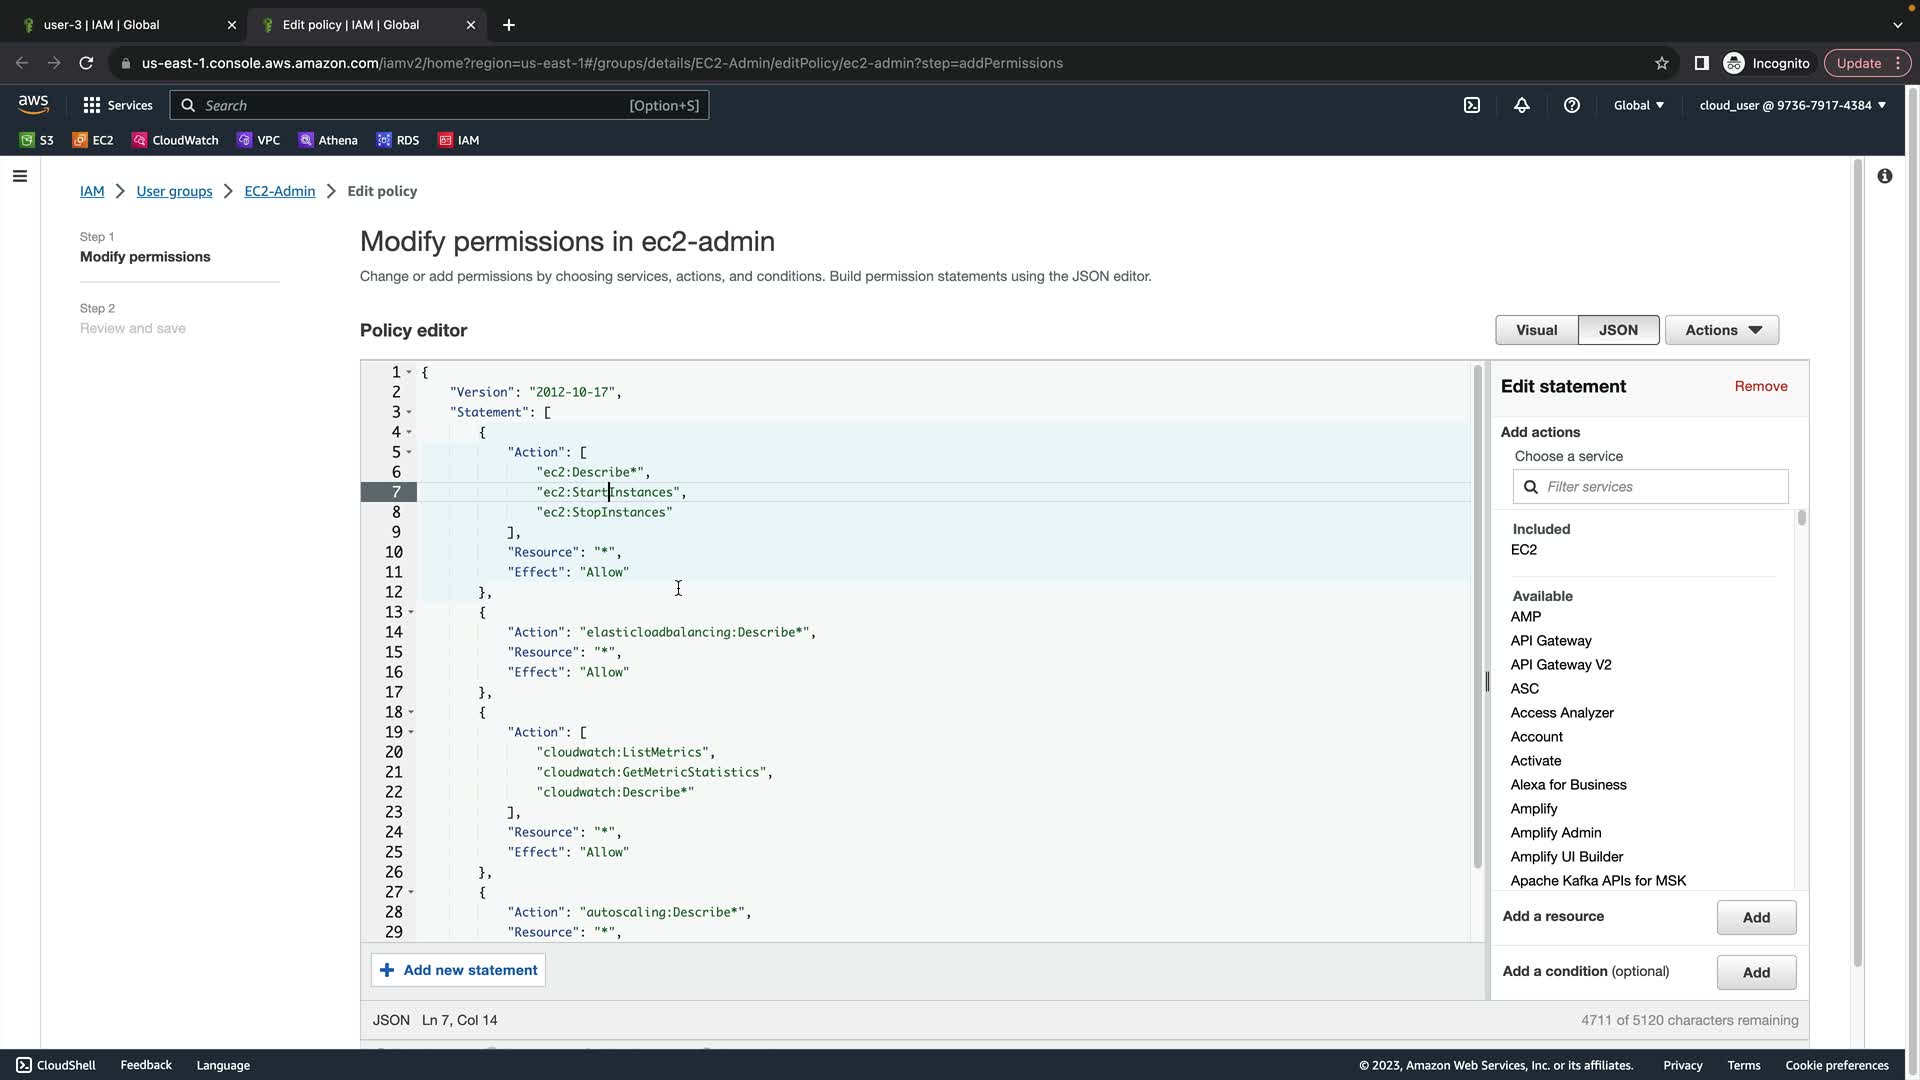 user-3 | IAM | Global
Edit policy | IAM | Global
us-east-1.console.aws.amazon.com/iamv2/home?region=us-east-1#/groups/details/EC2-Admin/editPolicy/ec2-admin?step=addPermissions
Incognito
Update
aws
Services
Search
[Option+S]
Global
cloud_user @ 9736-7917-4384
S3
EC2
CloudWatch
VPC
Athena
RDS
IAM
IAM
User groups
EC2-Admin
Edit policy
Step 1
Modify permissions
Step 2
Review and save
Modify permissions in ec2-admin
Change or add permissions by choosing services, actions, and conditions. Build permission statements using the JSON editor.
Policy editor
Visual
JSON
Actions
1 {
2 "Version": "2012-10-17",
3 "Statement": [
4 {
5 "Action": [
6 "ec2:Describe*",
7 "ec2:StartInstances",
8 "ec2:StopInstances"
9 ],
10 "Resource": "*",
11 "Effect": "Allow"
12 },
13 {
14 "Action": "elasticloadbalancing:Describe*",
15 "Resource": "*",
16 "Effect": "Allow"
17 },
18 {
19 "Action": [
20 "cloudwatch:ListMetrics",
21 "cloudwatch:GetMetricStatistics",
22 "cloudwatch:Describe*"
23 ],
24 "Resource": "*",
25 "Effect": "Allow"
26 },
27 {
28 "Action": "autoscaling:Describe*",
29 "Resource": "*",
Edit statement
Remove
Add actions
Choose a service
Filter services
Included
EC2
Available
AMP
API Gateway
API Gateway V2
ASC
Access Analyzer
Account
Activate
Alexa for Business
Amplify
Amplify Admin
Amplify UI Builder
Apache Kafka APIs for MSK
Add a resource
Add
Add a condition (optional)
Add
+ Add new statement
JSON Ln 7, Col 14
4711 of 5120 characters remaining
CloudShell
Feedback
Language
© 2023, Amazon Web Services, Inc. or its affiliates.
Privacy
Terms
Cookie preferences